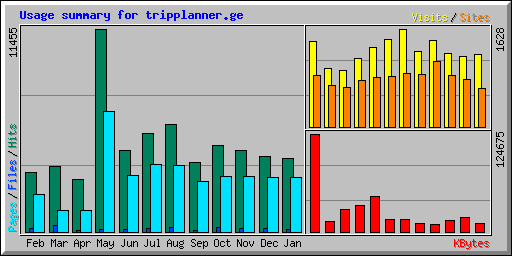 Usage summary for tripplanner.ge
Visits / Sites
11455
Pages / Files / Hits
1628
124675
Feb Mar Apr May Jun Jul Aug Sep Oct Nov Dec Jan
KBytes